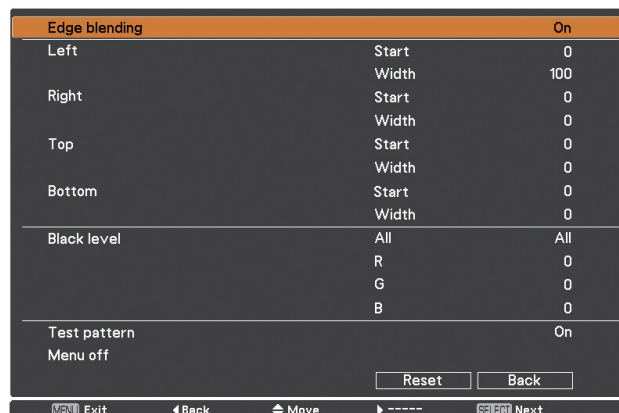 Edge blending On
Left Start 0
Width 100
Right Start 0
Width 0
Top Start 0
Width 0
Bottom Start 0
Width 0
Black level All All
R 0
G 0
B 0
Test pattern On
Menu off
Reset Back
MENU Exit Back Move ----- SELECT Next